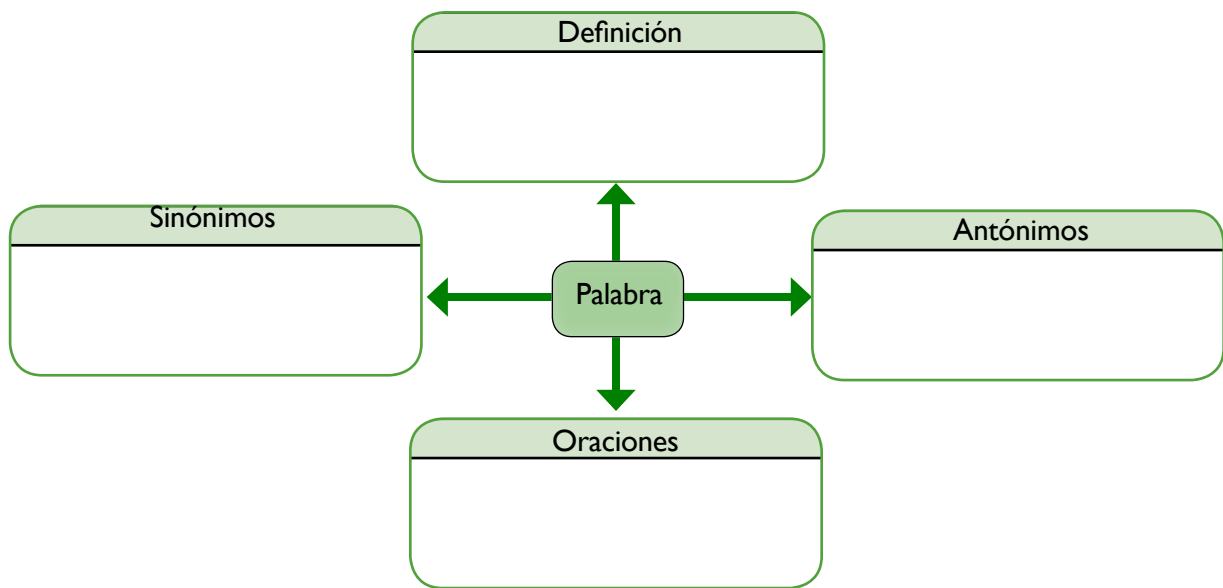 Definición
Sinónimos
Antónimos
Palabra
Oraciones